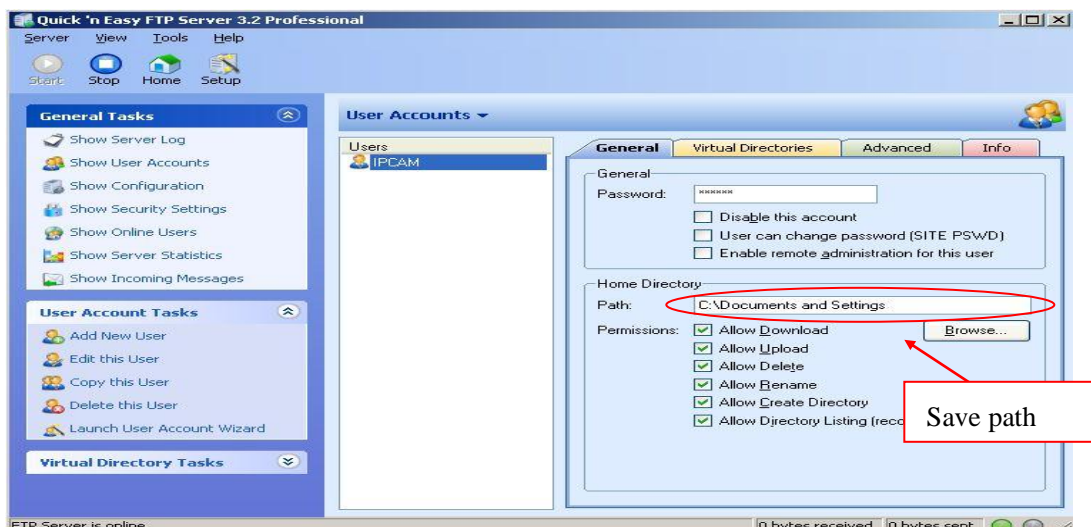 Quick 'n Easy FTP Server 3.2 Professional
Server View Tools Help
Start Stop Home Setup
General Tasks
Show Server Log
Show User Accounts
Show Configuration
Show Security Settings
Show Online Users
Show Server Statistics
Show Incoming Messages
User Account Tasks
Add New User
Edit this User
Copy this User
Delete this User
Launch User Account Wizard
Virtual Directory Tasks
User Accounts
Users
IPCAM
General Virtual Directories Advanced Info
General
Password: ******
Disable this account
User can change password (SITE PSWD)
Enable remote administration for this user
Home Directory
Path: C:\Documents and Settings
Permissions: Allow Download Browse...
Allow Upload
Allow Delete
Allow Rename
Allow Create Directory
Allow Directory Listing
Save path
FTP Server is online 0 bytes received 0 bytes sent